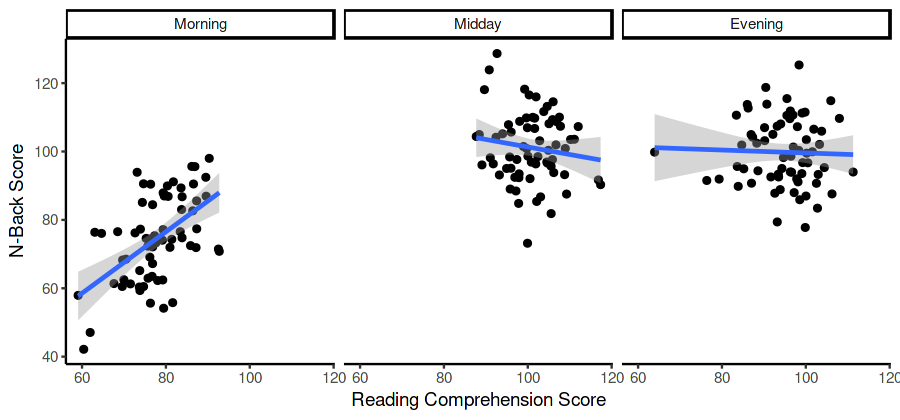 Morning Midday Evening
120
100
80
60
40
60 80 100 120 60 80 100 120 60 80 100 120
Reading Comprehension Score
N-Back Score